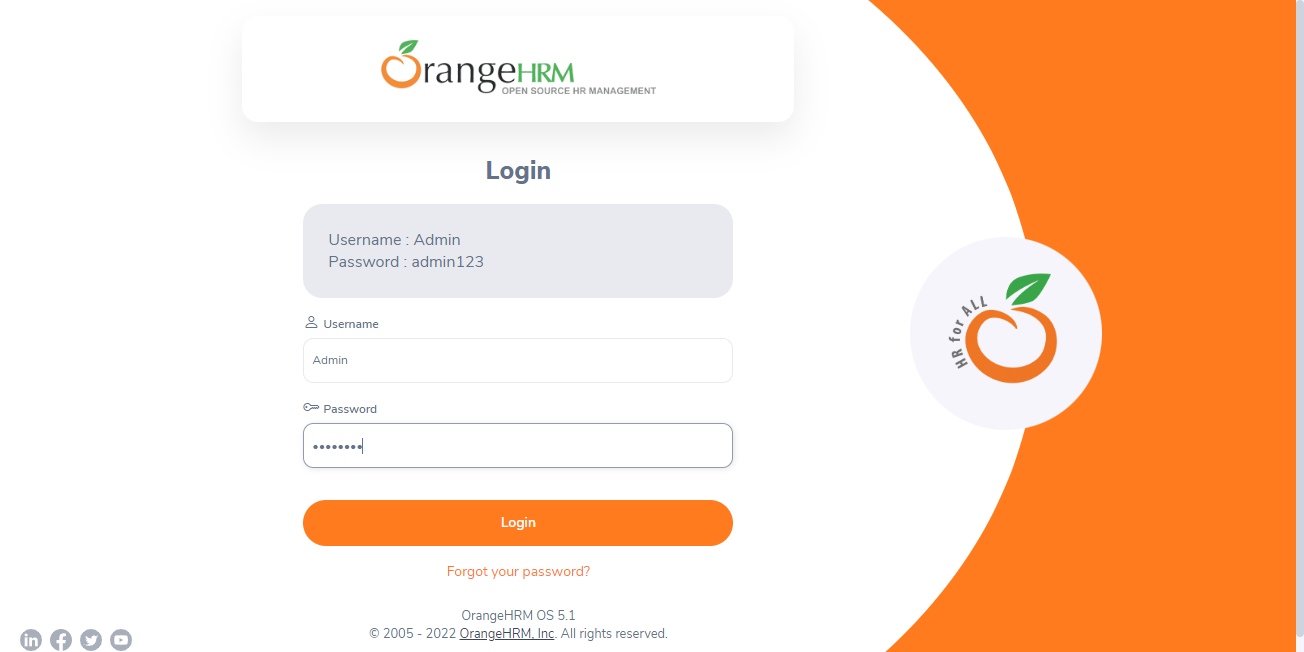 OrangeHRM
OPEN SOURCE HR MANAGEMENT
Login
Username : Admin
Password : admin123
Username
Admin
Password
••••••••
Login
Forgot your password?
OrangeHRM OS 5.1
© 2005 - 2022 OrangeHRM, Inc. All rights reserved.
HR for ALL
in